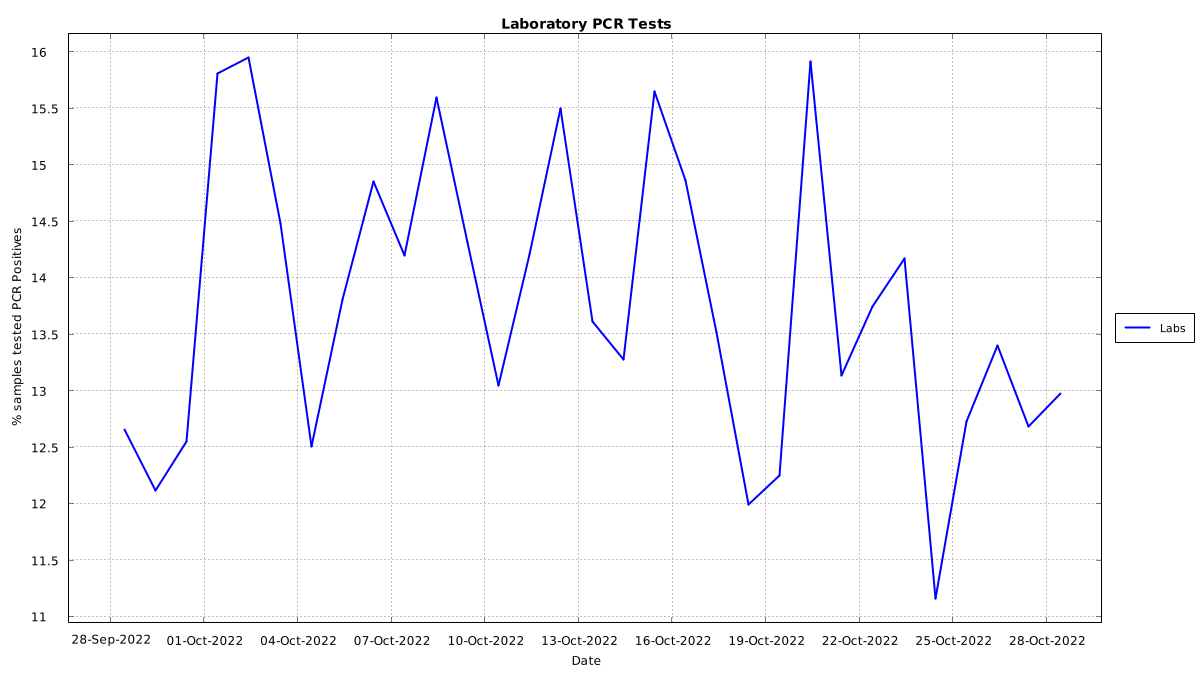 Laboratory PCR Tests
16
15.5
15
14.5
14
13.5
13
12.5
12
11.5
11
% samples tested PCR Positives
28-Sep-2022 01-Oct-2022 04-Oct-2022 07-Oct-2022 10-Oct-2022 13-Oct-2022 16-Oct-2022 19-Oct-2022 22-Oct-2022 25-Oct-2022 28-Oct-2022
Date
Labs